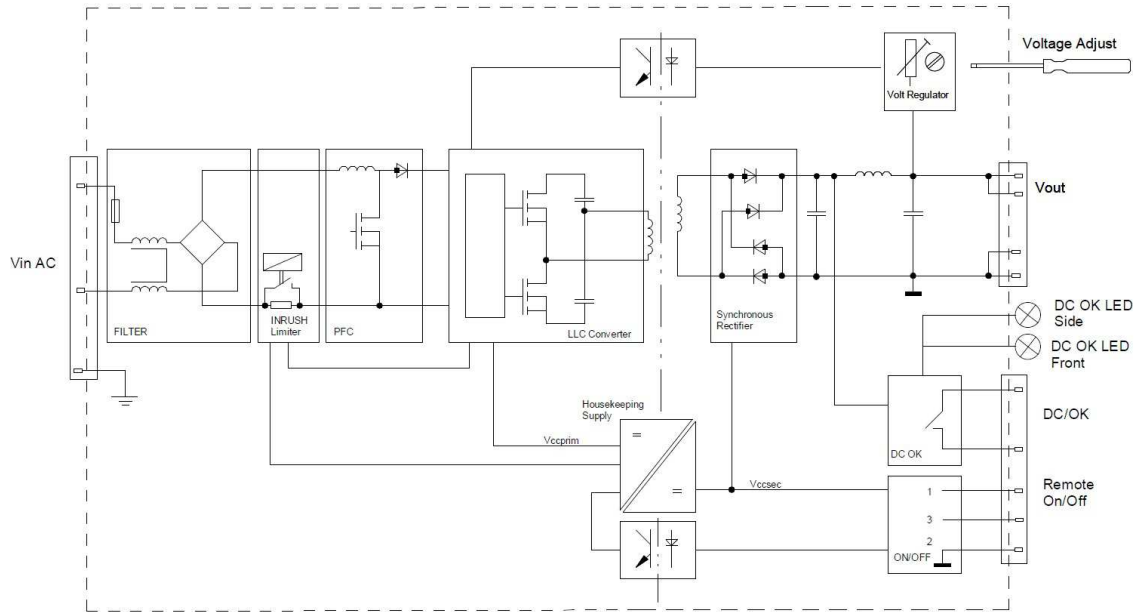 Voltage Adjust
Volt Regulator
Vin AC
Vout
FILTER
INRUSH
Limiter
PFC
LLC Converter
Synchronous
Rectifier
DC OK LED
Side
DC OK LED
Front
Housekeeping
Supply
Vccprim
DC/OK
DC OK
Vccsec
1
Remote
On/Off
3
2
ON/OFF